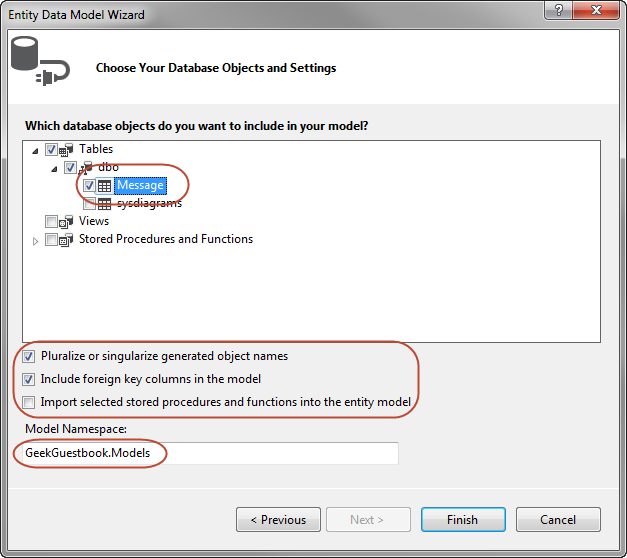 Entity Data Model Wizard
?
Choose Your Database Objects and Settings
Which database objects do you want to include in your model?
Tables
dbo
Message
sysdiagrams
Views
Stored Procedures and Functions
Pluralize or singularize generated object names
Include foreign key columns in the model
Import selected stored procedures and functions into the entity model
Model Namespace:
GeekGuestbook.Models
< Previous
Next >
Finish
Cancel